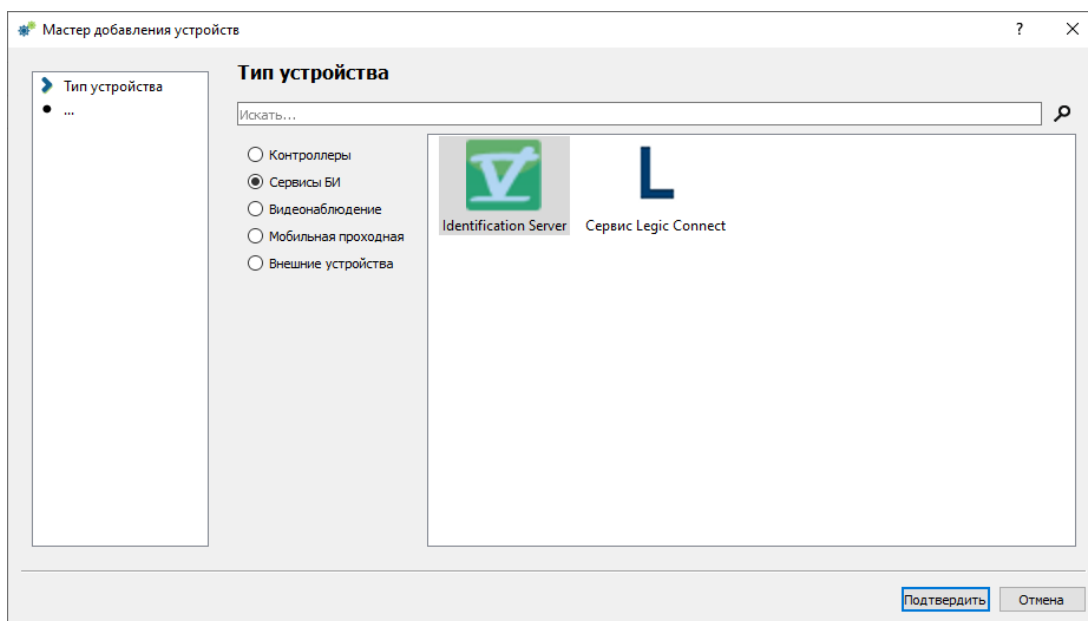 Мастер добавления устройств
?
Тип устройства
...
Тип устройства
Искать...
Контроллеры
Сервисы БИ
Видеонаблюдение
Мобильная проходная
Внешние устройства
Identification Server
L
Сервис Legic Connect
Подтвердить
Отмена